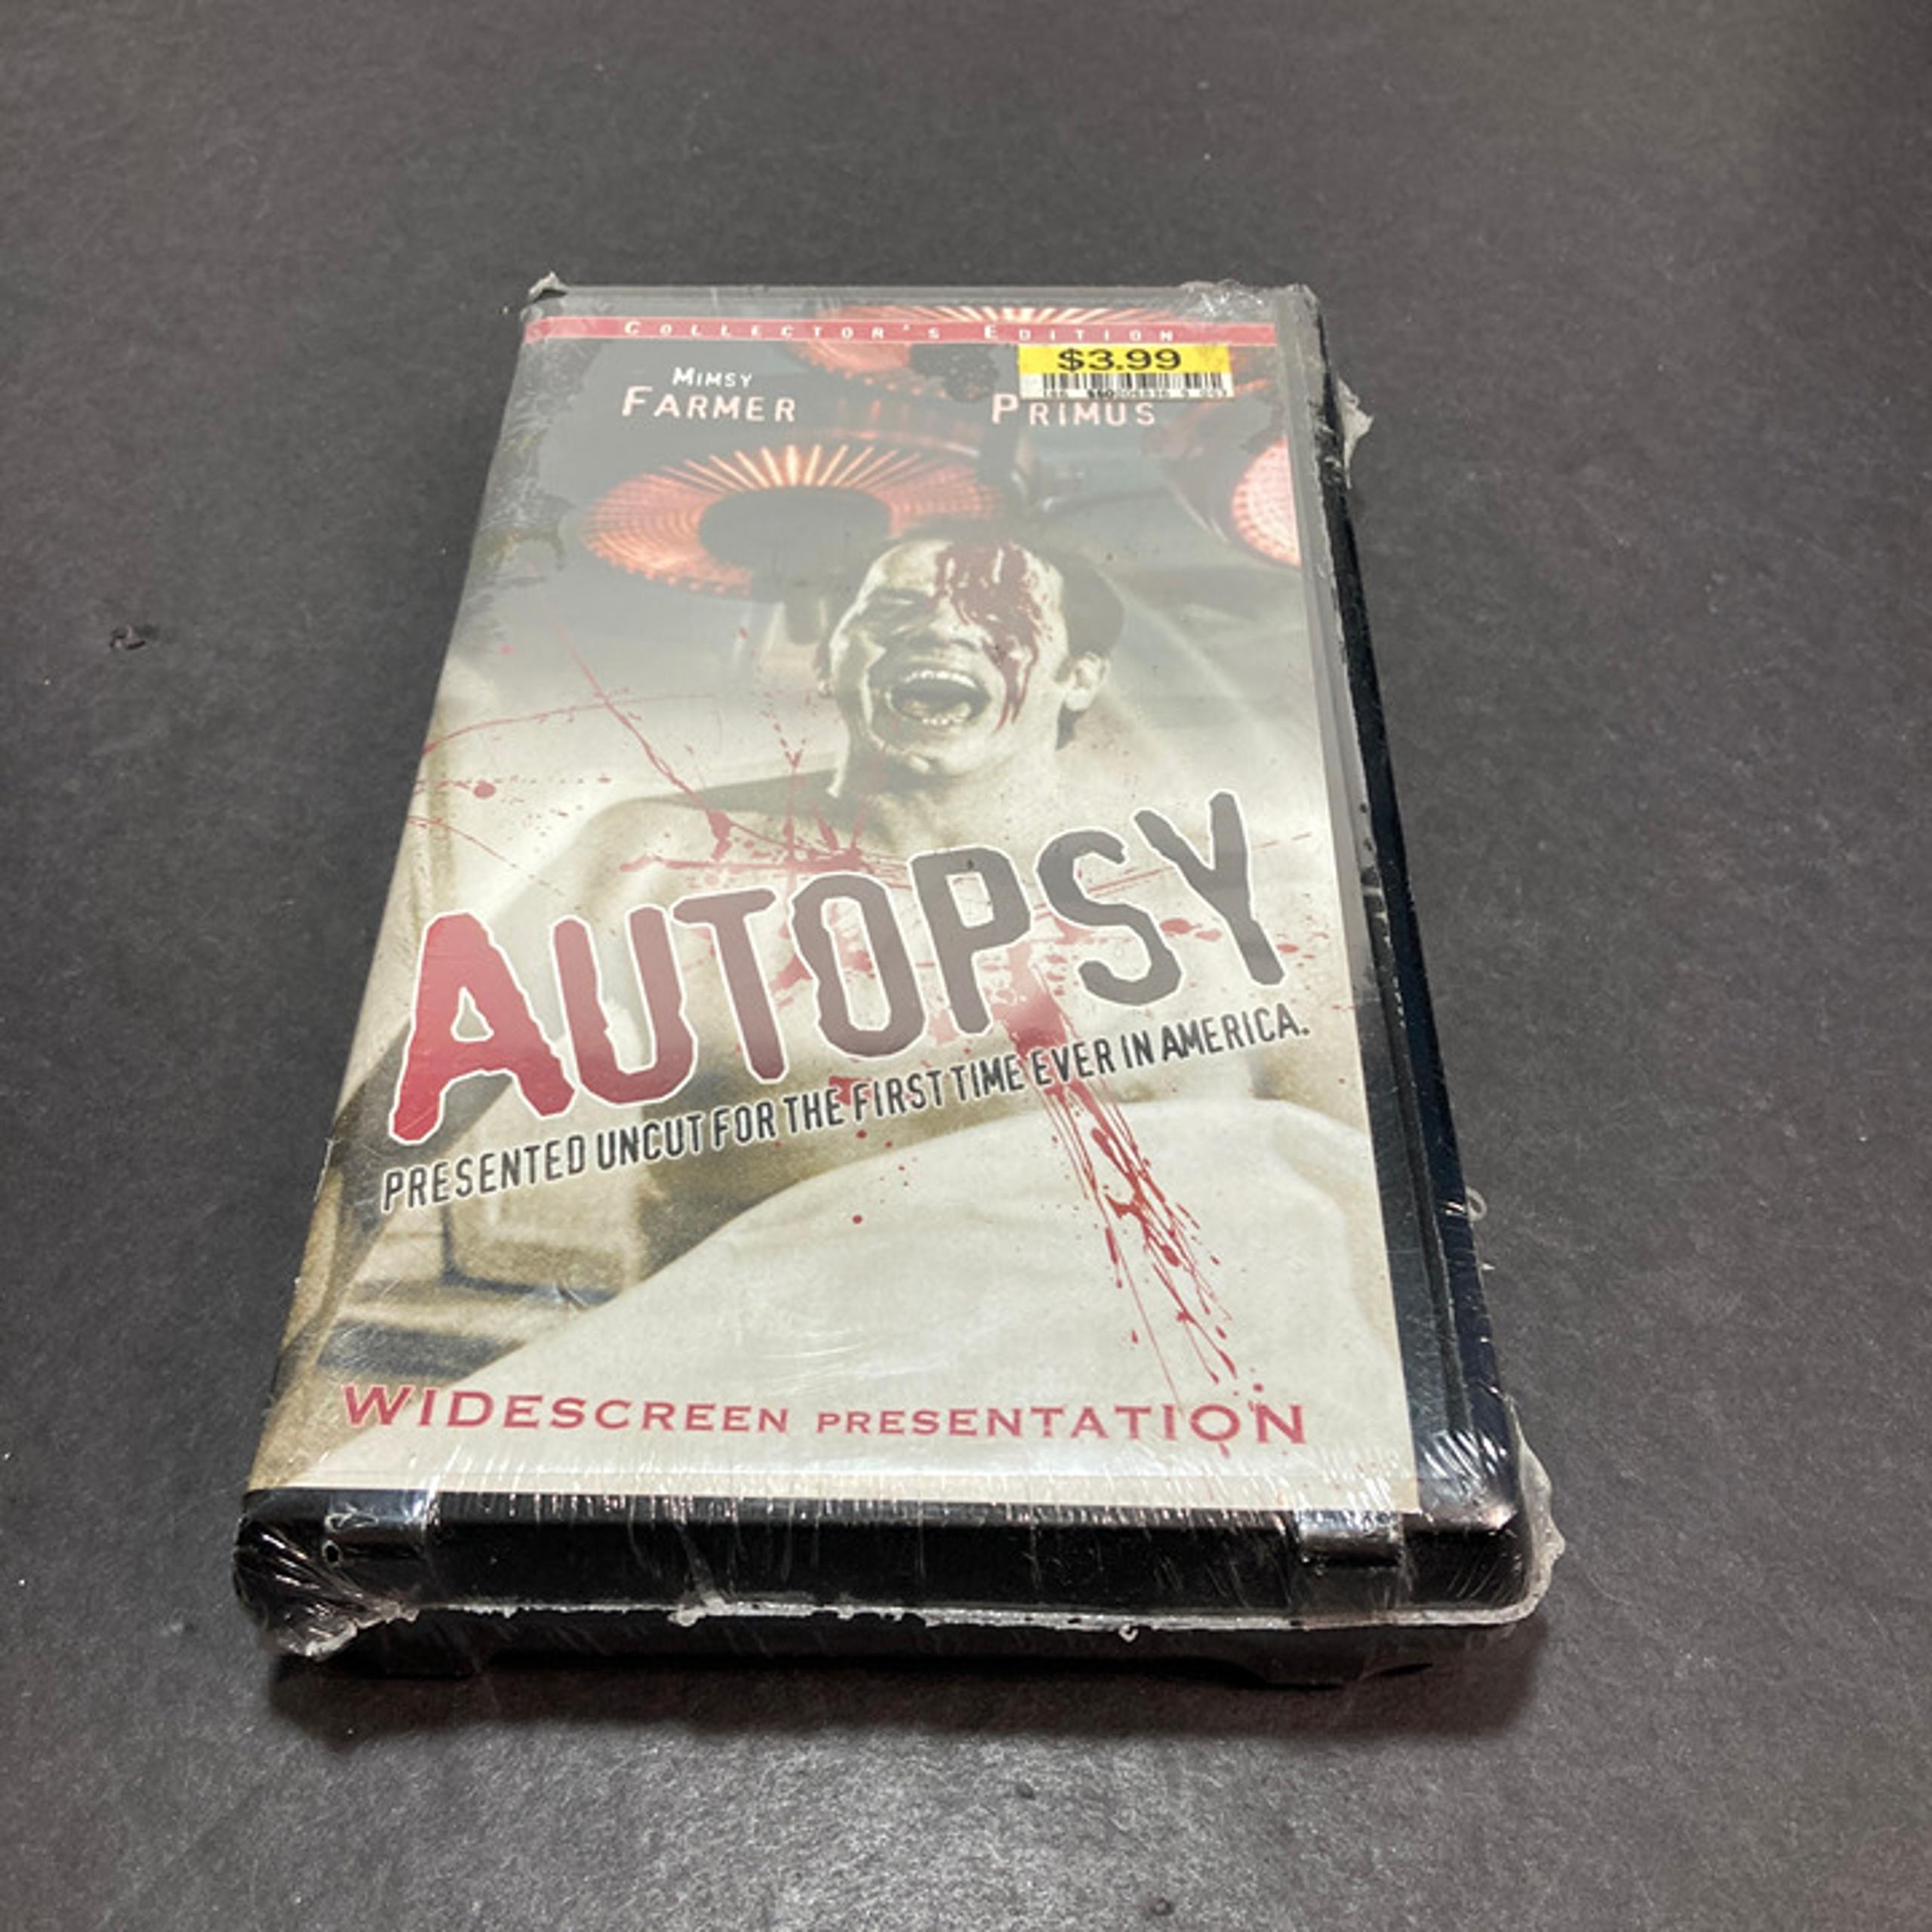 COLLECTOR'S EDITION
$3.99
MIMSY
FARMER
PRIMUS
AUTOPSY
PRESENTED UNCUT FOR THE FIRST TIME EVER IN AMERICA.
WIDESCREEN PRESENTATION